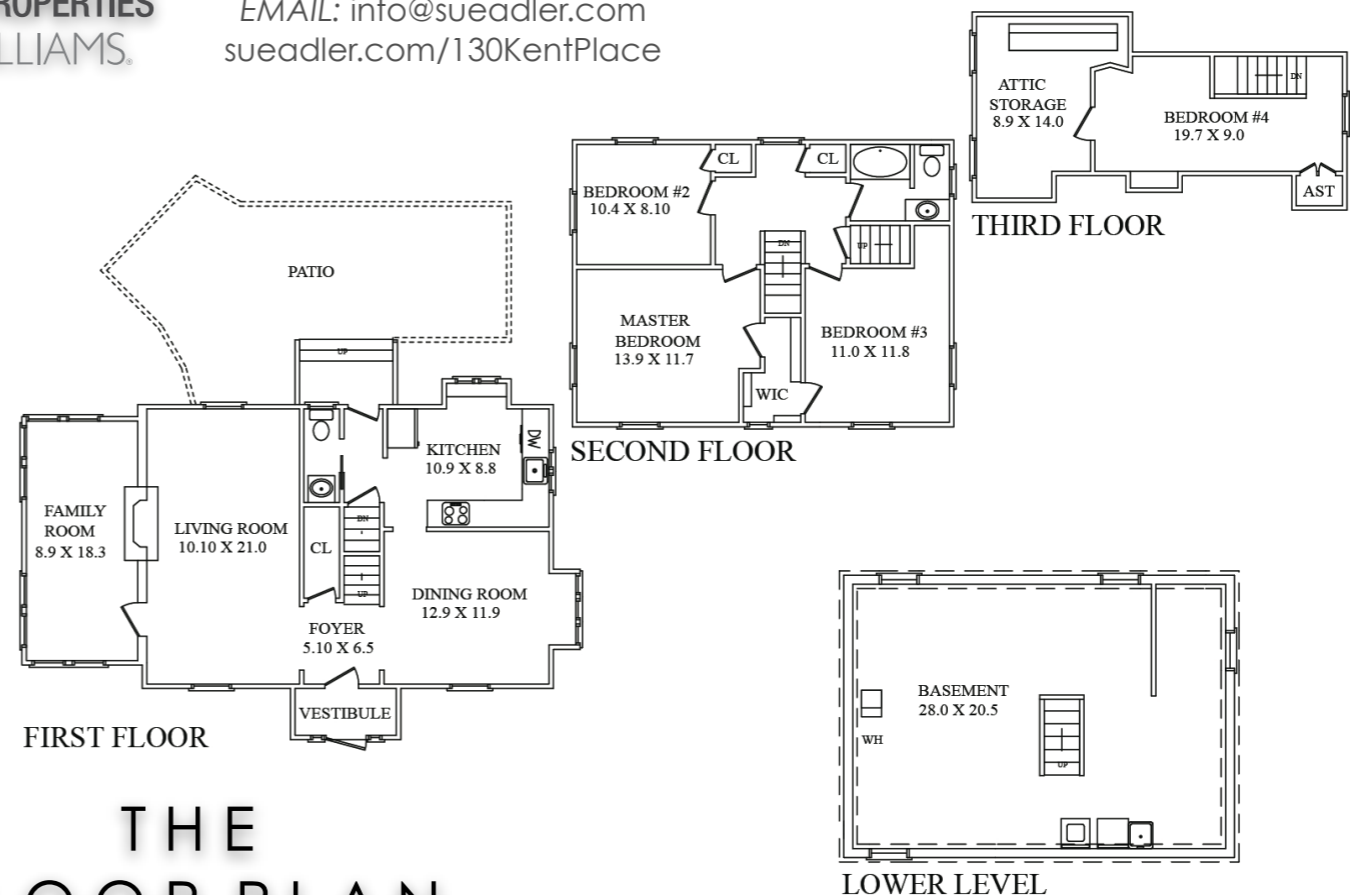 PROPERTIES
LLIAMS.
EMAIL: info@sueadler.com
sueadler.com/130KentPlace
ATTIC
STORAGE
8.9 X 14.0
DN
BEDROOM #4
19.7 X 9.0
AST
THIRD FLOOR
CL
CL
BEDROOM #2
10.4 X 8.10
DN
UP
MASTER
BEDROOM
13.9 X 11.7
BEDROOM #3
11.0 X 11.8
WIC
SECOND FLOOR
PATIO
UP
KITCHEN
10.9 X 8.8
DW
FAMILY
ROOM
8.9 X 18.3
LIVING ROOM
10.10 X 21.0
CL
DN
UP
DINING ROOM
12.9 X 11.9
FOYER
5.10 X 6.5
VESTIBULE
FIRST FLOOR
BASEMENT
28.0 X 20.5
WH
UP
LOWER LEVEL
THE
OOR PLAN